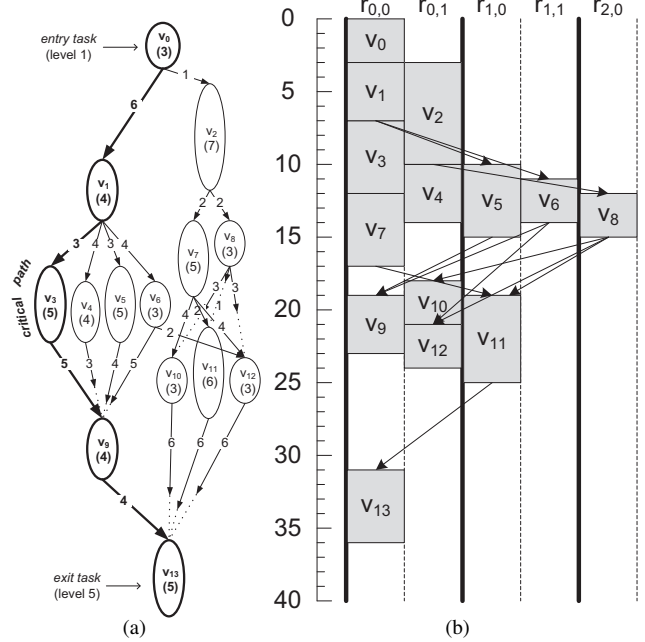 entry task
(level 1)
v0
(3)
1
6
v2
(7)
v1
(4)
2
2
3
4
3
4
v7
(5)
v8
(3)
critical path
v3
(5)
v4
(4)
v5
(5)
v6
(3)
3
1
3
4
2
4
2
v10
(3)
v11
(6)
v12
(3)
5
3
4
5
6
6
6
v9
(4)
4
v13
(5)
exit task
(level 5)
(a)
r0,0
r0,1
r1,0
r1,1
r2,0
0
5
10
15
20
25
30
35
40
v0
v1
v2
v3
v4
v5
v6
v8
v7
v9
v10
v11
v12
v13
(b)